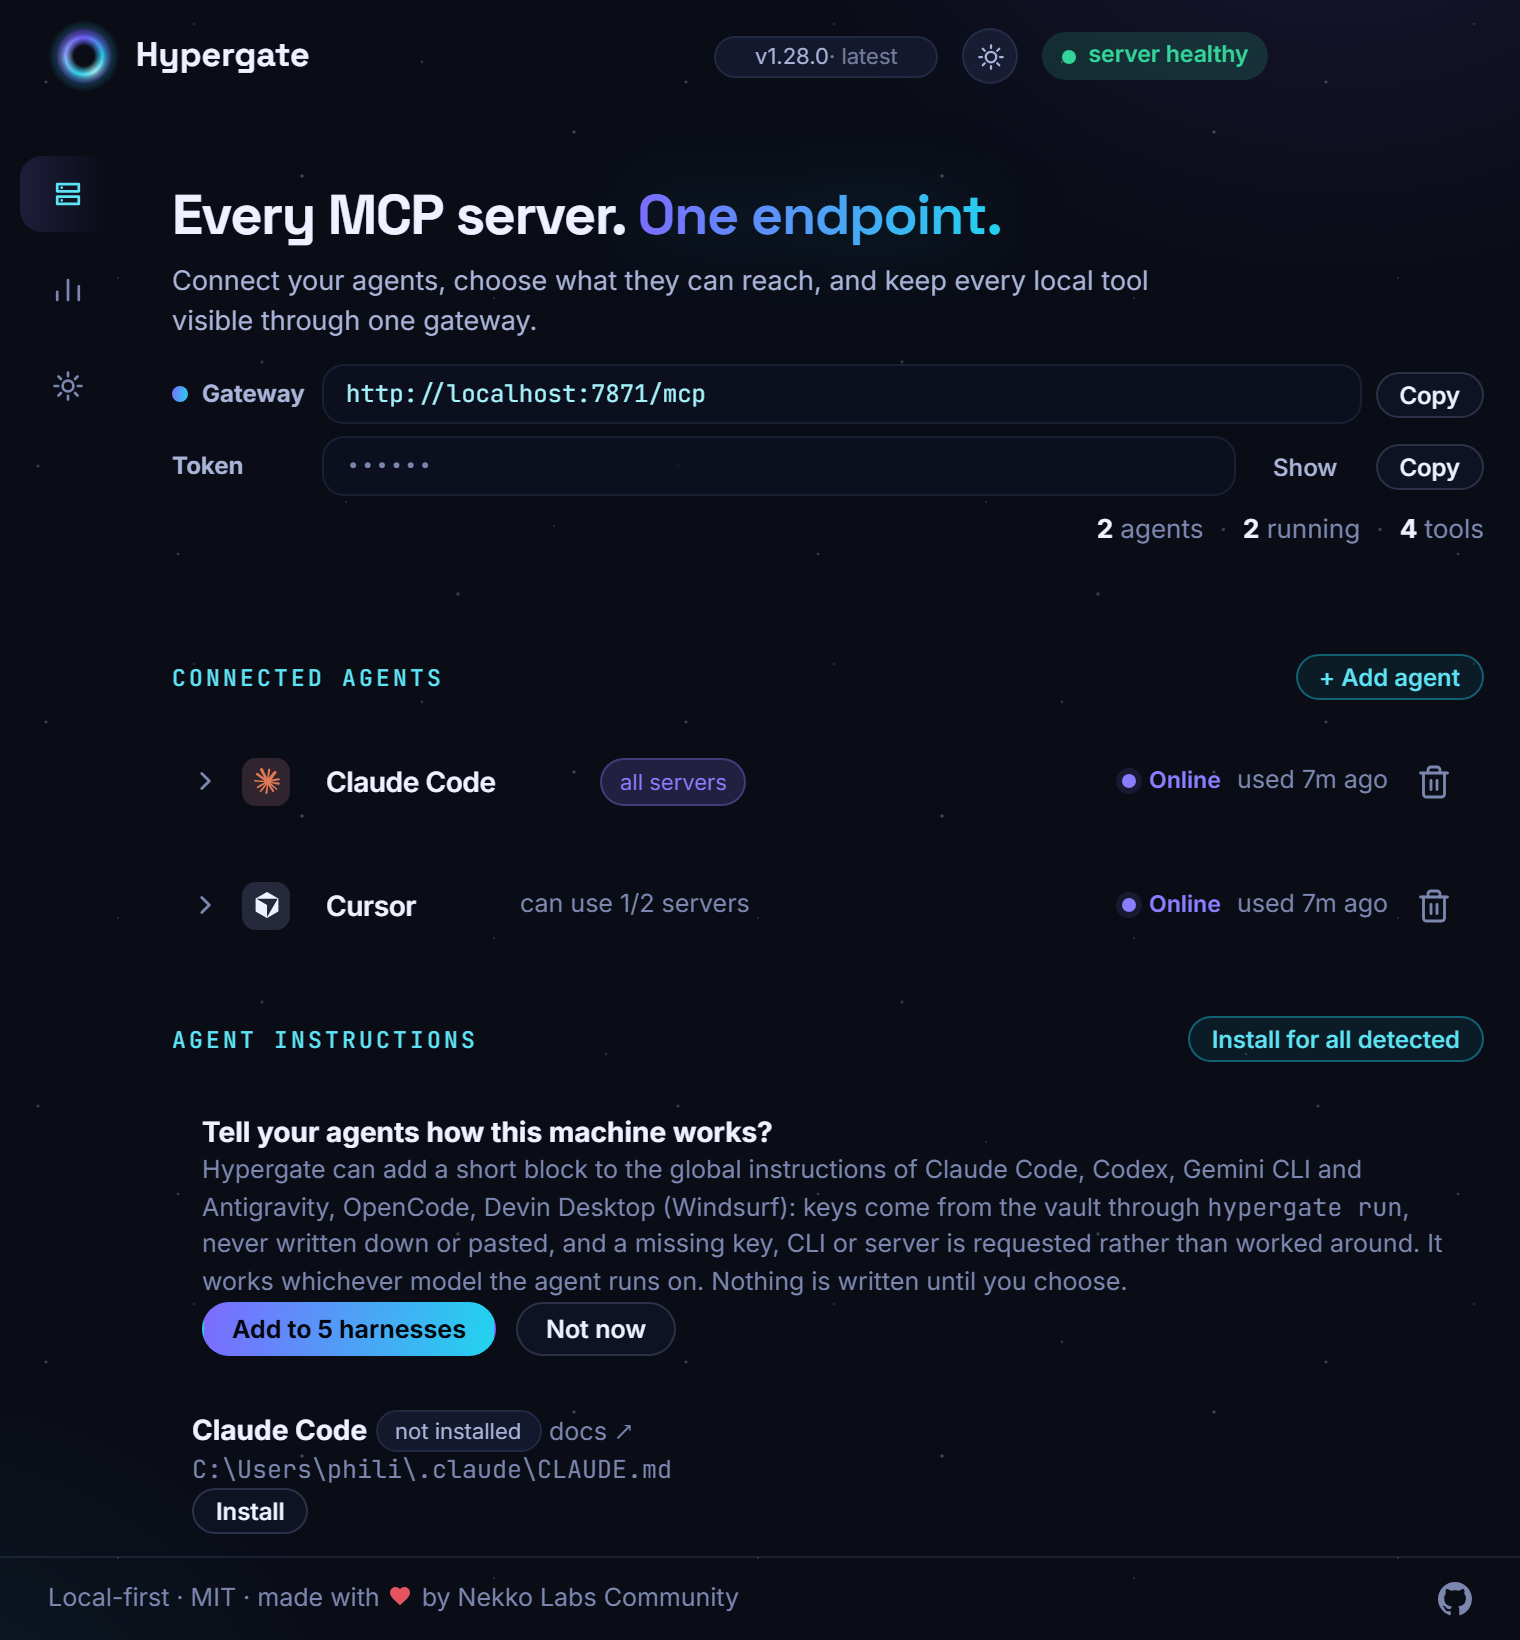 Hypergate
v1.28.0 · latest
server healthy
Every MCP server. One endpoint.
Connect your agents, choose what they can reach, and keep every local tool
visible through one gateway.
Gateway
http://localhost:7871/mcp
Copy
Token
••••••
Show
Copy
2 agents · 2 running · 4 tools
CONNECTED AGENTS
+ Add agent
Claude Code
all servers
Online used 7m ago
Cursor
can use 1/2 servers
Online used 7m ago
AGENT INSTRUCTIONS
Install for all detected
Tell your agents how this machine works?
Hypergate can add a short block to the global instructions of Claude Code, Codex, Gemini CLI and
Antigravity, OpenCode, Devin Desktop (Windsurf): keys come from the vault through hypergate run,
never written down or pasted, and a missing key, CLI or server is requested rather than worked around. It
works whichever model the agent runs on. Nothing is written until you choose.
Add to 5 harnesses
Not now
Claude Code not installed docs ↗
C:\Users\phili\.claude\CLAUDE.md
Install
Local-first · MIT · made with ♥ by Nekko Labs Community